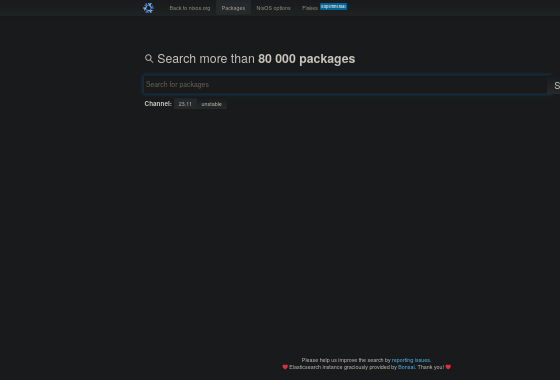 Back to nixos.org Packages NixOS options Flakes Experimental
Search more than 80 000 packages
Search for packages
S
Channel: 23.11 unstable
Please help us improve the search by reporting issues.
Elasticsearch instance graciously provided by Bonsai. Thank you!